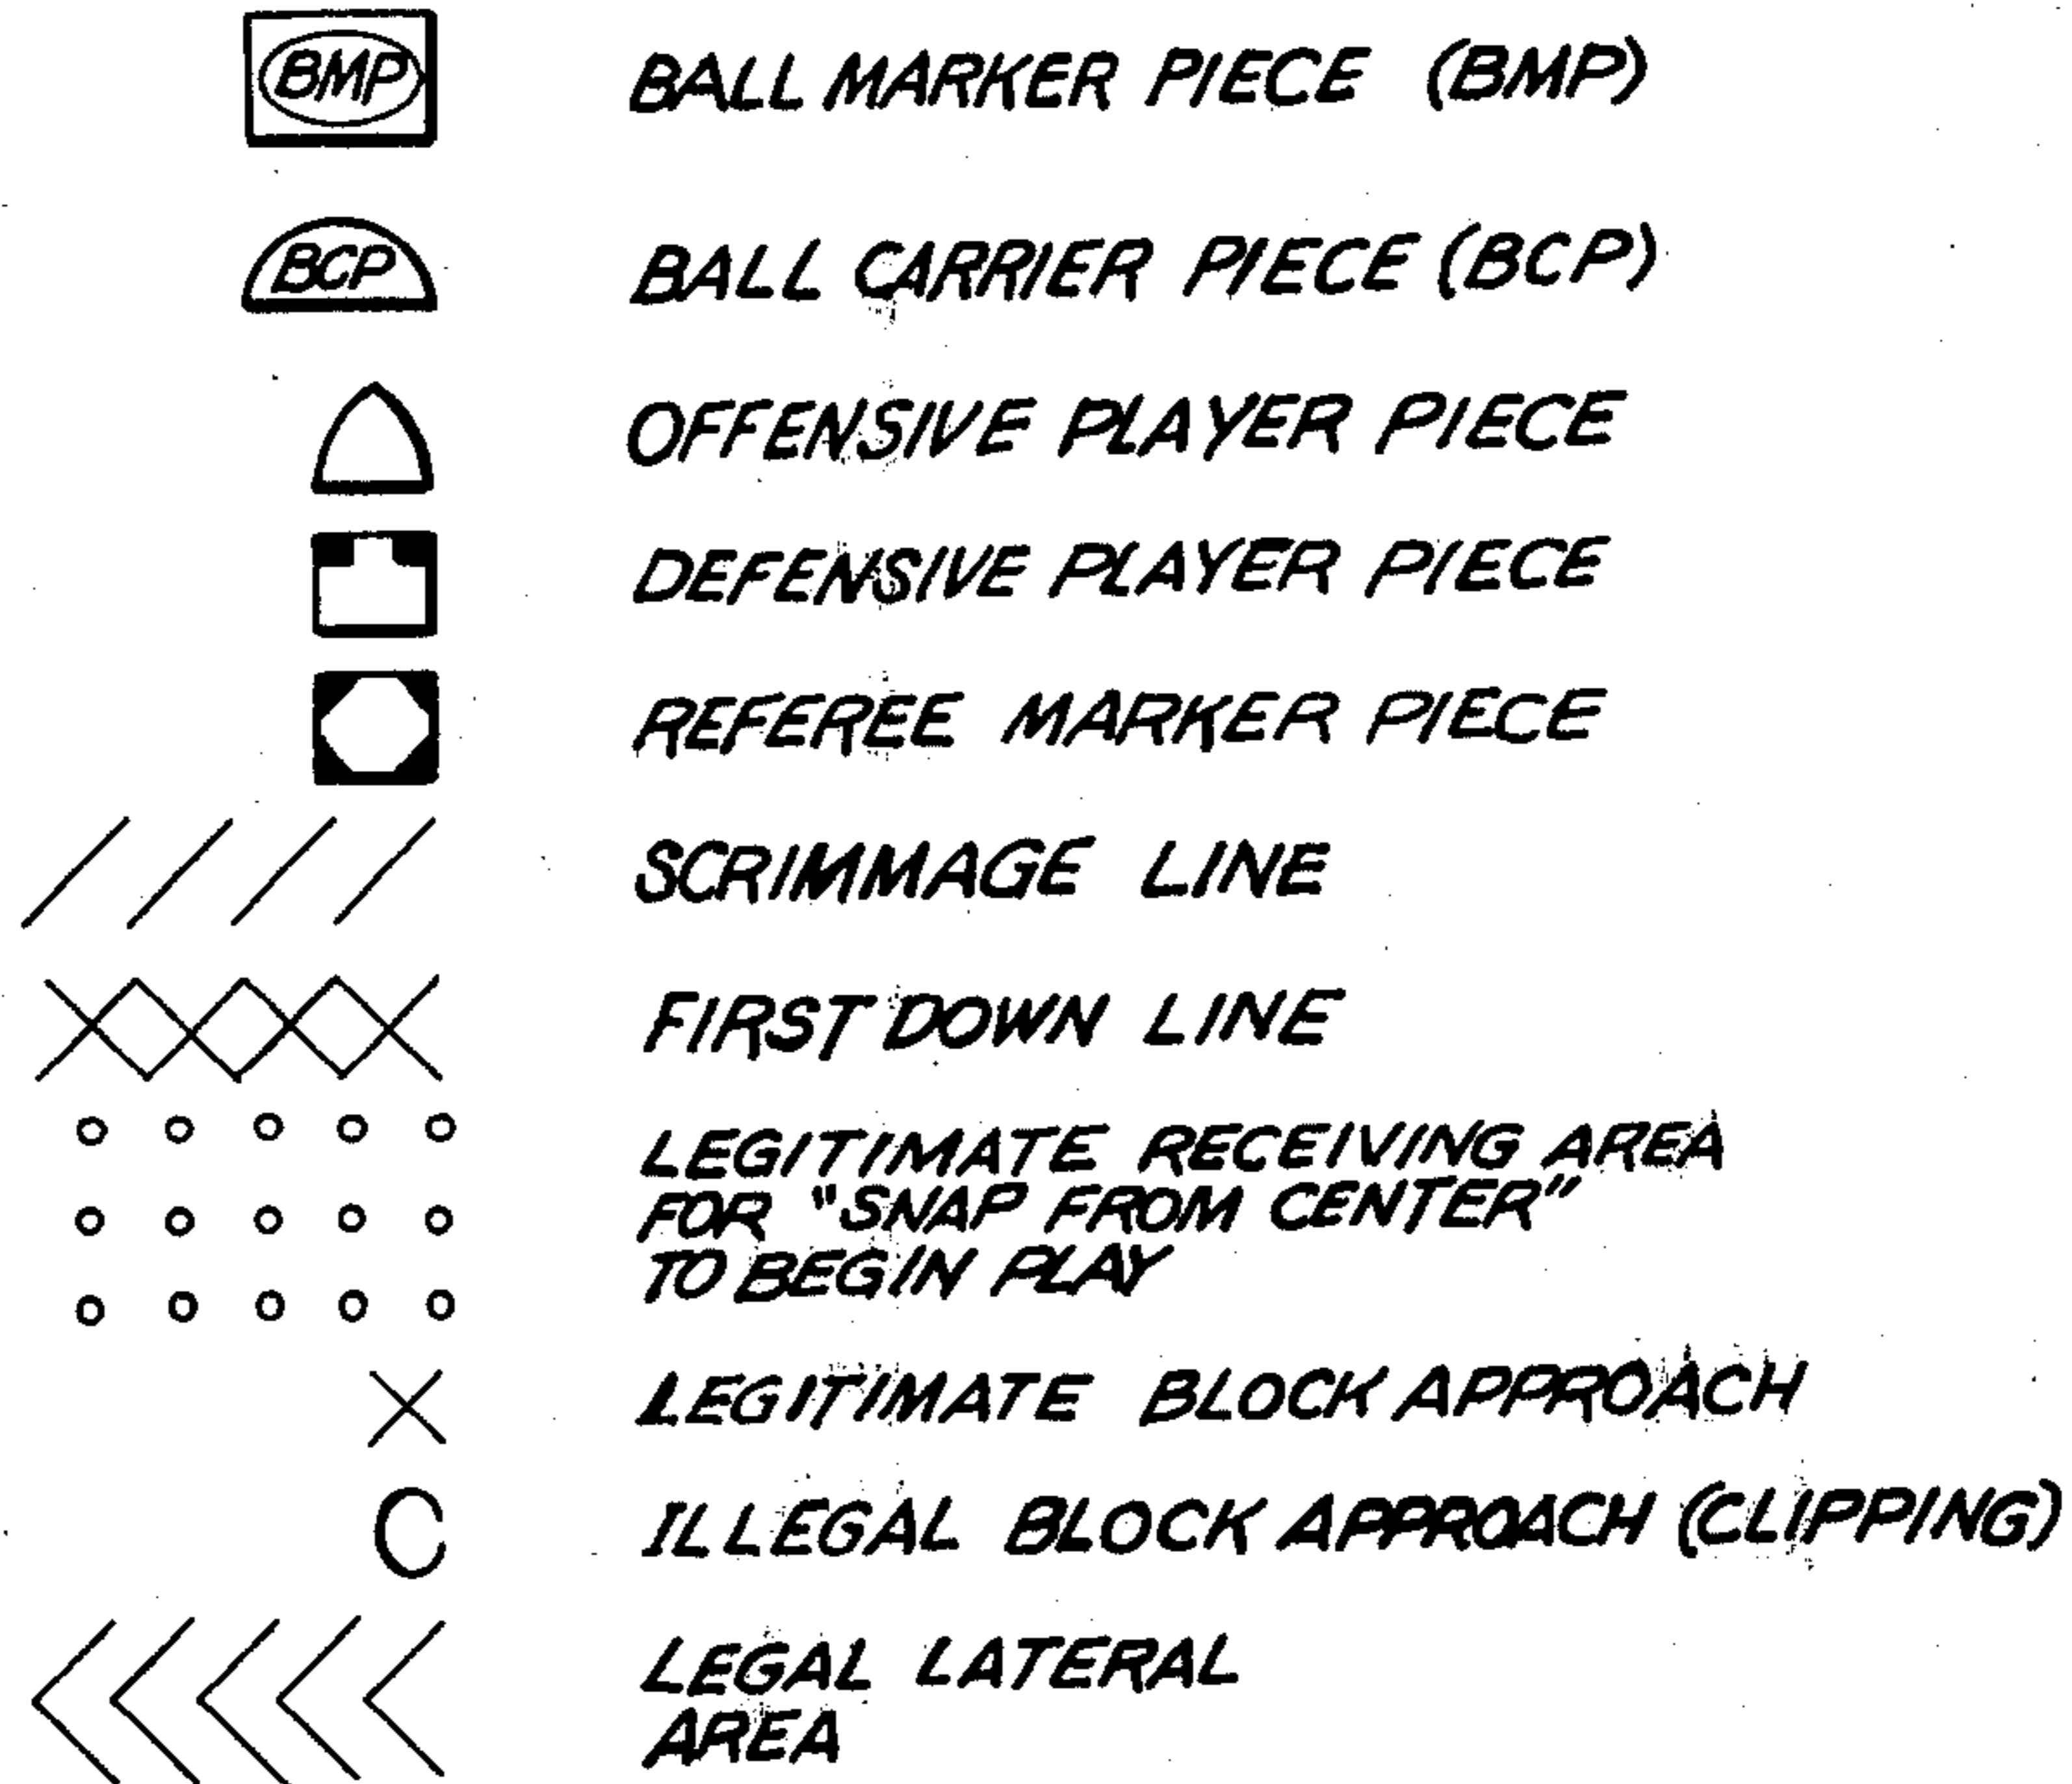 BMP BALL MARKER PIECE (BMP)
BCP BALL CARRIER PIECE (BCP)
OFFENSIVE PLAYER PIECE
DEFENSIVE PLAYER PIECE
REFEREE MARKER PIECE
SCRIMMAGE LINE
FIRST DOWN LINE
LEGITIMATE RECEIVING AREA
FOR "SNAP FROM CENTER"
TO BEGIN PLAY
LEGITIMATE BLOCK APPROACH
C ILLEGAL BLOCK APPROACH (CLIPPING)
LEGAL LATERAL
AREA